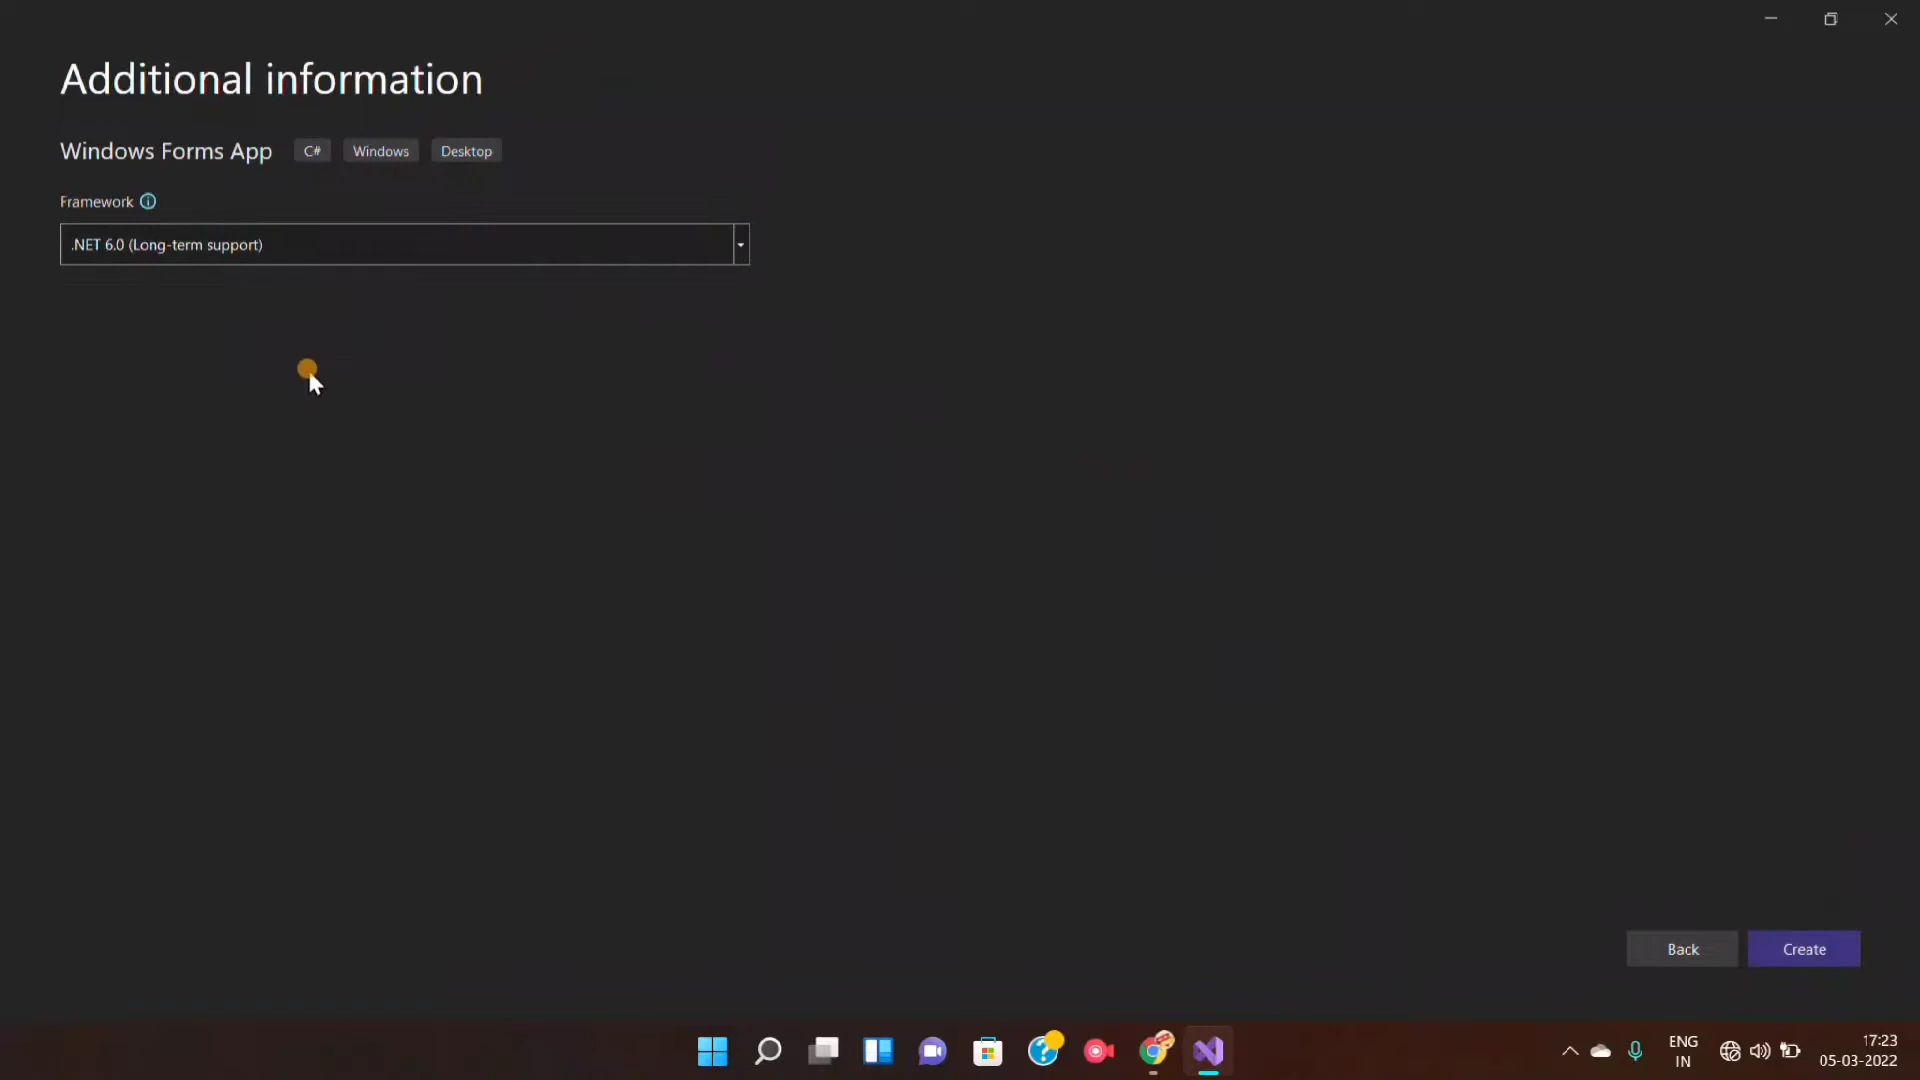 Additional information
Windows Forms App C# Windows Desktop
Framework
.NET 6.0 (Long-term support)
Back Create
ENG 17:23
IN 05-03-2022